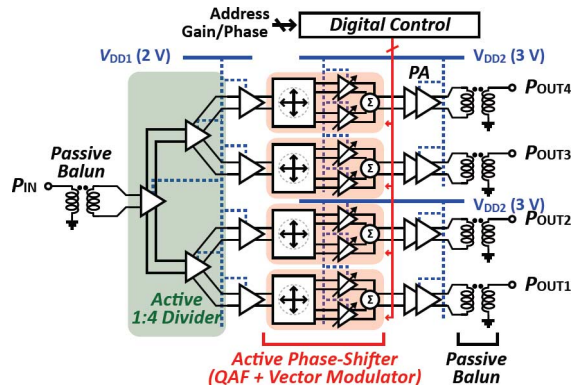 Address
Gain/Phase
Digital Control
VDD1 (2 V)
VDD2 (3 V)
PA
POUT4
Σ
Passive
Balun
PIN
POUT3
Σ
VDD2 (3 V)
POUT2
Σ
POUT1
Σ
Active
1:4 Divider
Active Phase-Shifter
(QAF + Vector Modulator)
Passive
Balun